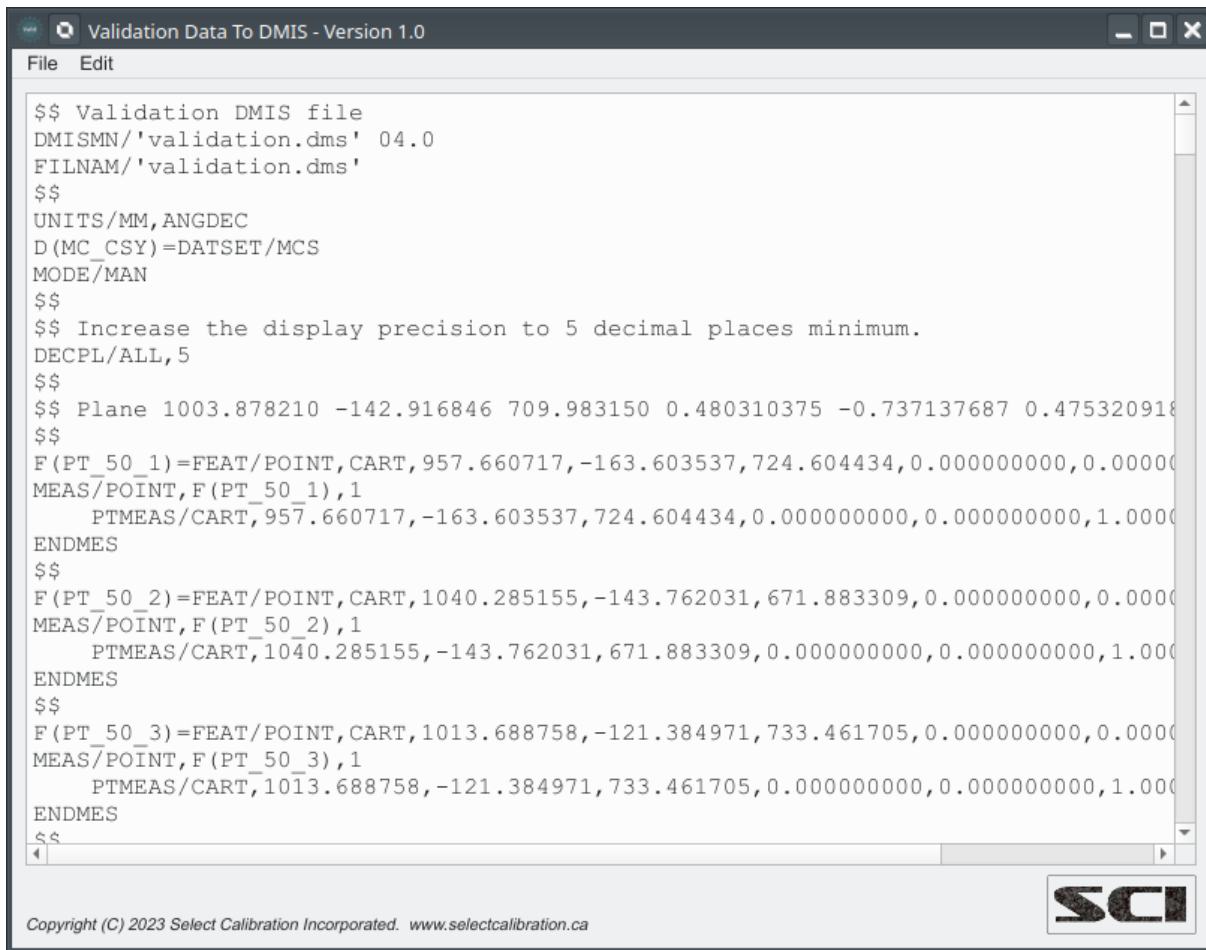 Validation Data To DMIS - Version 1.0
File Edit
$$ Validation DMIS file
DMISMN/'validation.dms' 04.0
FILNAM/'validation.dms'
$$
UNITS/MM,ANGDEC
D(MC_CSY)=DATSET/MCS
MODE/MAN
$$
$$ Increase the display precision to 5 decimal places minimum.
DECPL/ALL,5
$$
$$ Plane 1003.878210 -142.916846 709.983150 0.480310375 -0.737137687 0.475320918
$$
F(PT_50_1)=FEAT/POINT,CART,957.660717,-163.603537,724.604434,0.000000000,0.00000
MEAS/POINT,F(PT_50_1),1
    PTMEAS/CART,957.660717,-163.603537,724.604434,0.000000000,0.000000000,1.0000
ENDMES
$$
F(PT_50_2)=FEAT/POINT,CART,1040.285155,-143.762031,671.883309,0.000000000,0.0000
MEAS/POINT,F(PT_50_2),1
    PTMEAS/CART,1040.285155,-143.762031,671.883309,0.000000000,0.000000000,1.000
ENDMES
$$
F(PT_50_3)=FEAT/POINT,CART,1013.688758,-121.384971,733.461705,0.000000000,0.0000
MEAS/POINT,F(PT_50_3),1
    PTMEAS/CART,1013.688758,-121.384971,733.461705,0.000000000,0.000000000,1.000
ENDMES
$$
SCI
Copyright (C) 2023 Select Calibration Incorporated. www.selectcalibration.ca